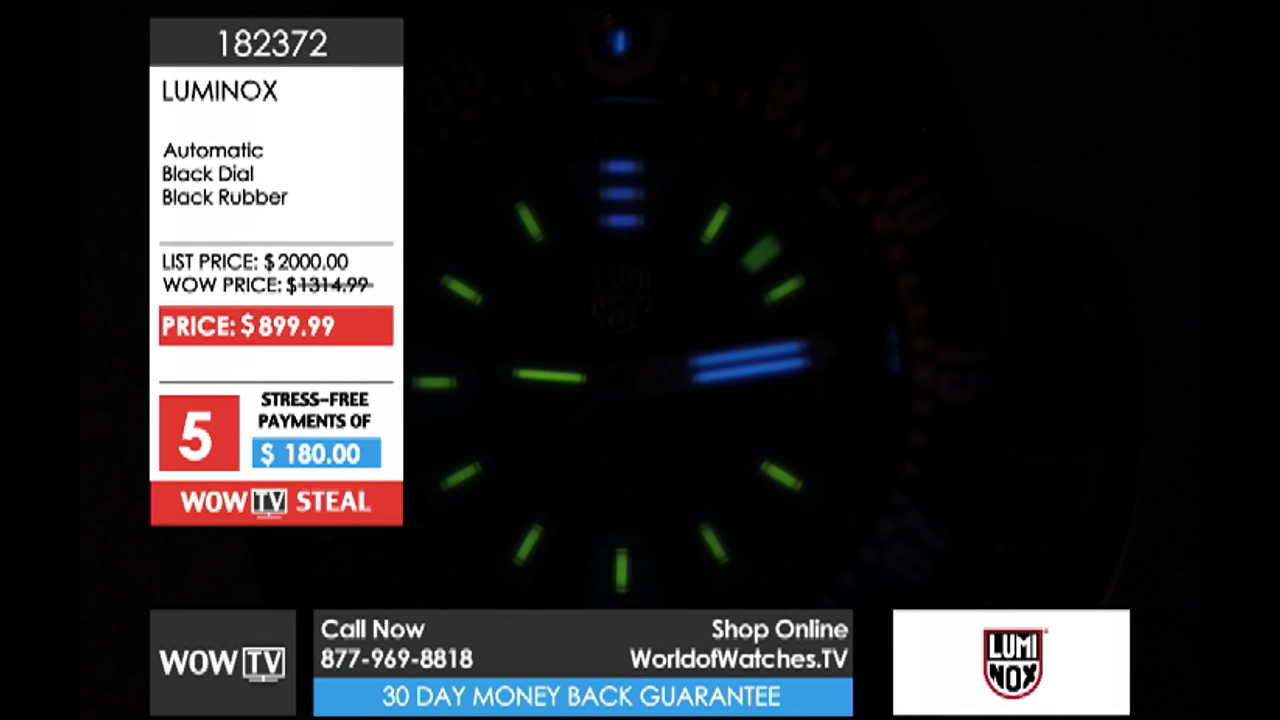 182372
LUMINOX
Automatic
Black Dial
Black Rubber
LIST PRICE: $2000.00
WOW PRICE: $1314.99
PRICE: $899.99
5
STRESS-FREE
PAYMENTS OF
$ 180.00
WOW TV STEAL
LUMI
NOX
WOW TV
Call Now
877-969-8818
Shop Online
WorldofWatches.TV
30 DAY MONEY BACK GUARANTEE
LUMI
NOX